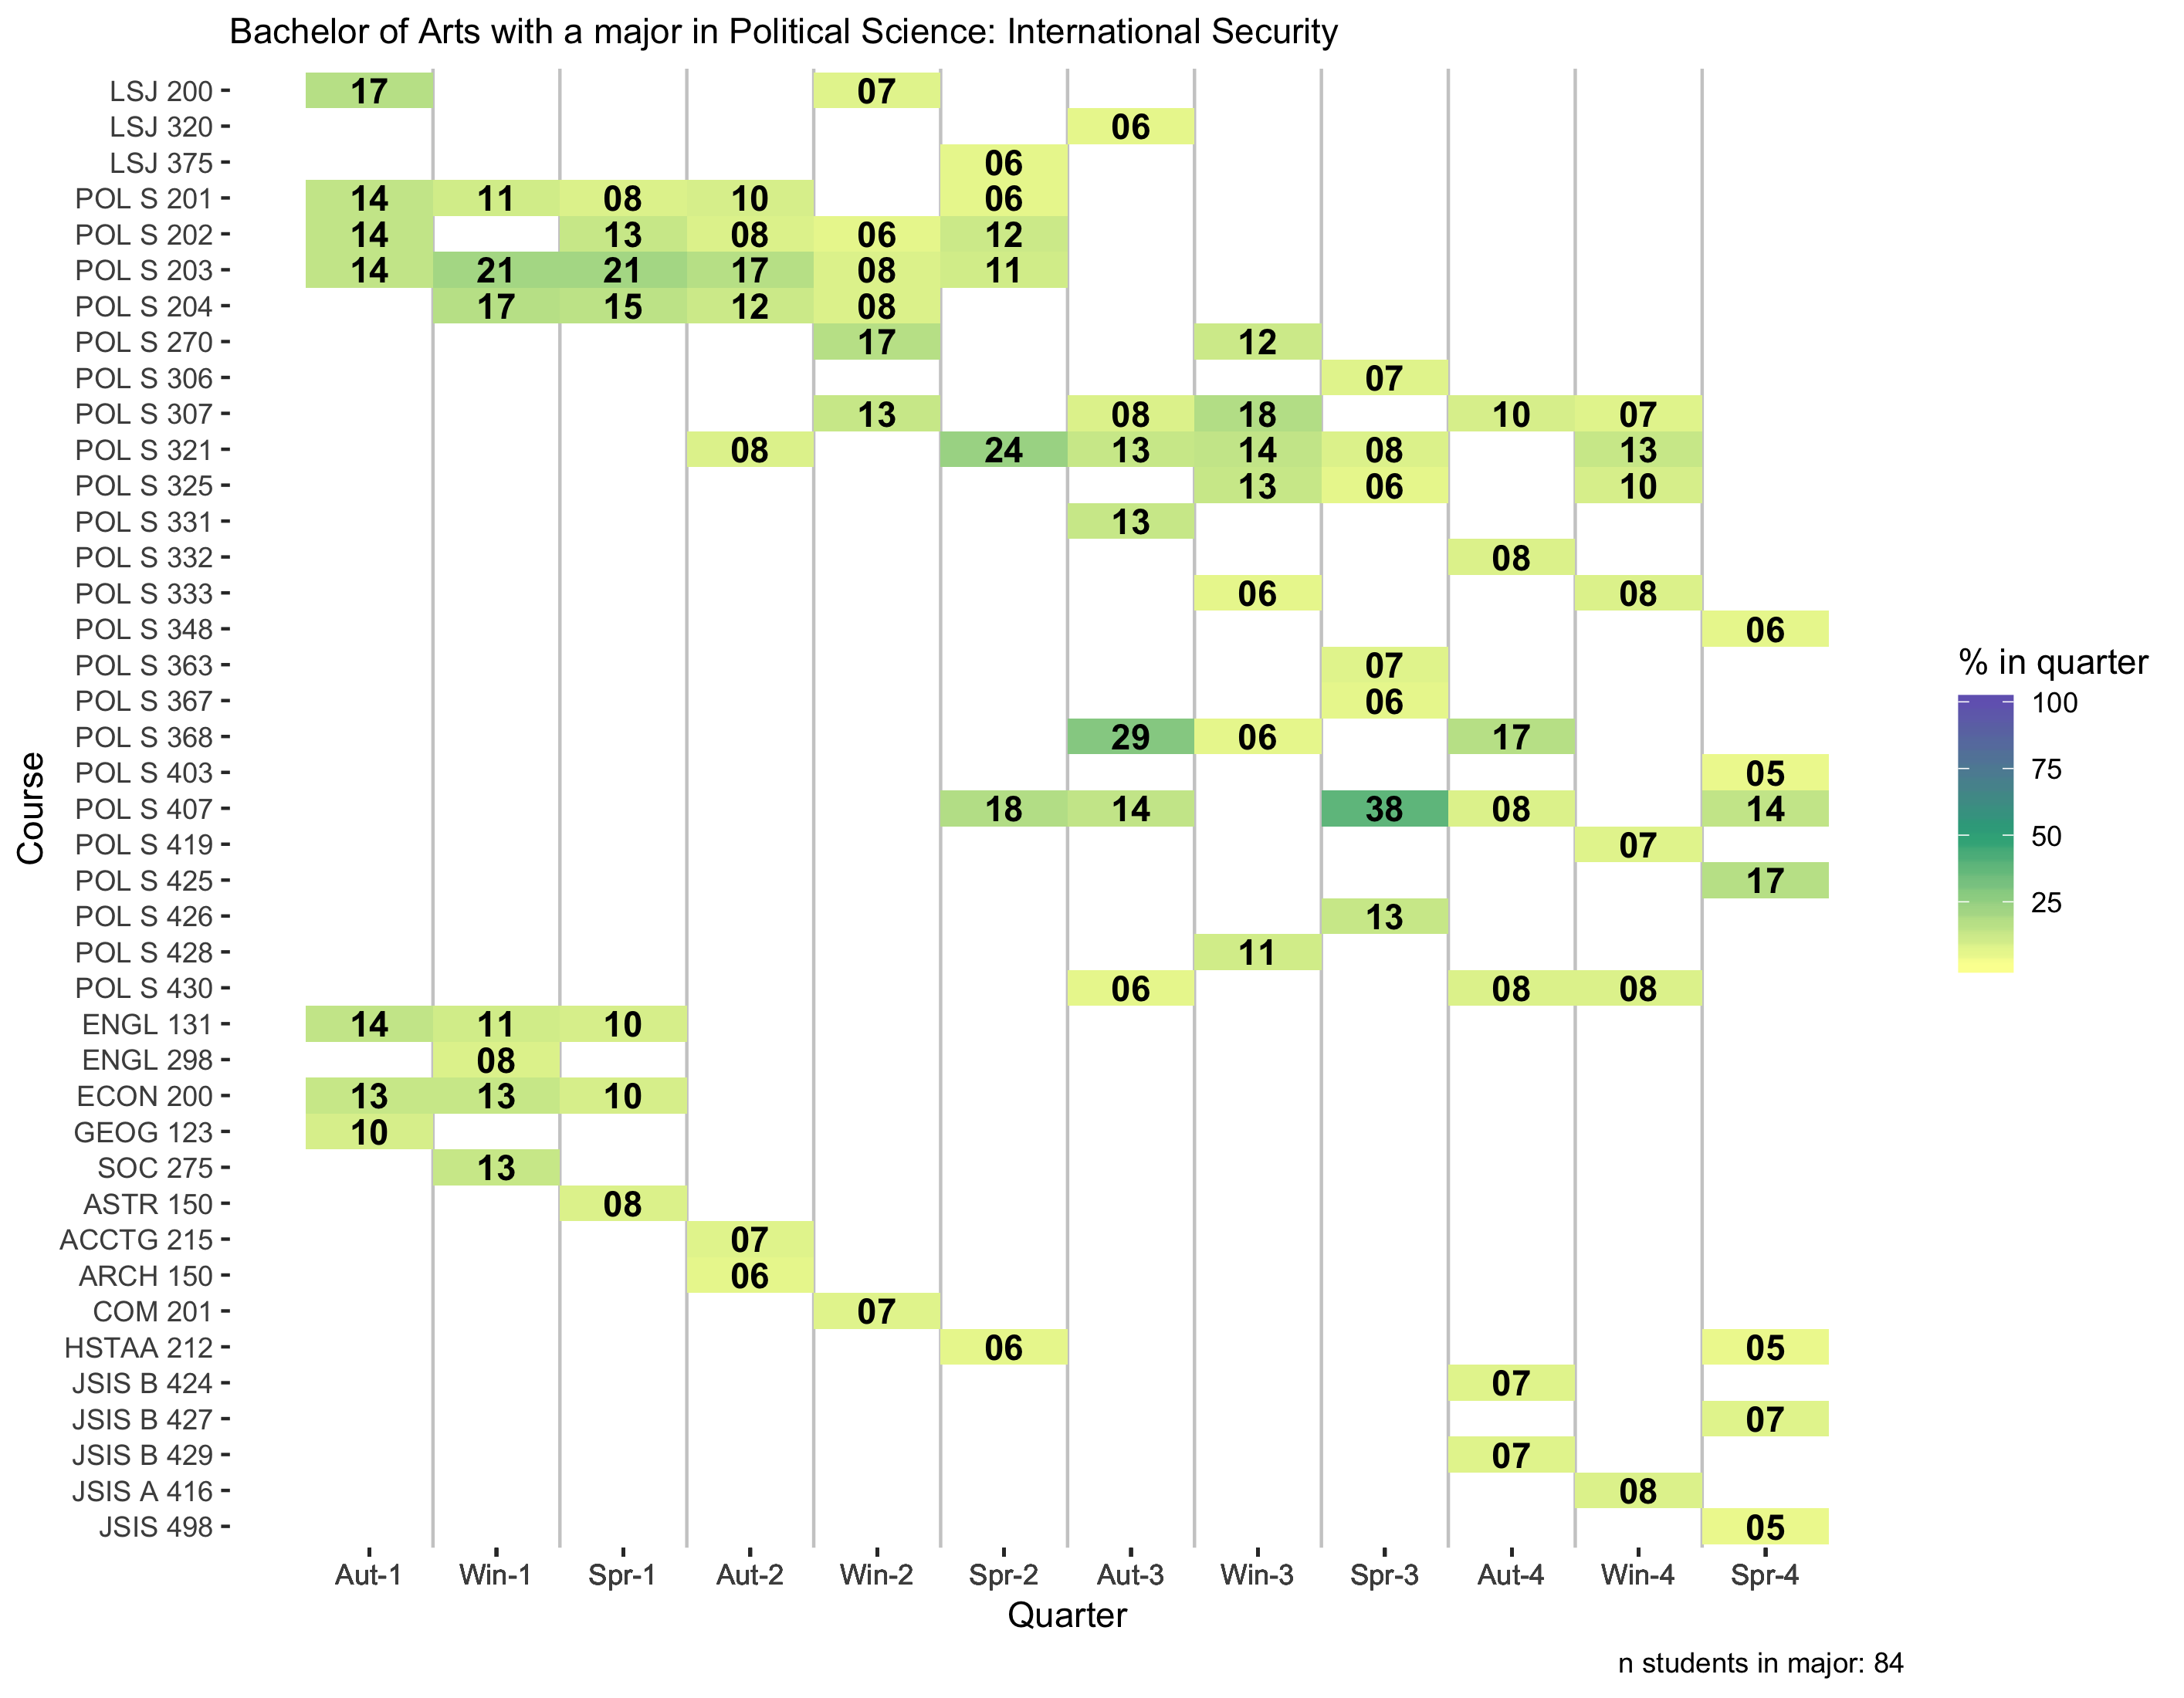 Bachelor of Arts with a major in Political Science: International Security
LSJ 200 17 07
LSJ 320 06
LSJ 375 06
POL S 201 14 11 08 10 06
POL S 202 14 13 08 06 12
POL S 203 14 21 21 17 08 11
POL S 204 17 15 12 08
POL S 270 17 12
POL S 306 07
POL S 307 13 08 18 10 07
POL S 321 08 24 13 14 08 13
POL S 325 13 06 10
POL S 331 13
POL S 332 08
POL S 333 06 08
POL S 348 06
POL S 363 07
POL S 367 06
POL S 368 29 06 17
POL S 403 05
POL S 407 18 14 38 08 14
POL S 419 07
POL S 425 17
POL S 426 13
POL S 428 11
POL S 430 06 08 08
ENGL 131 14 11 10
ENGL 298 08
ECON 200 13 13 10
GEOG 123 10
SOC 275 13
ASTR 150 08
ACCTG 215 07
ARCH 150 06
COM 201 07
HSTAA 212 06 05
JSIS B 424 07
JSIS B 427 07
JSIS B 429 07
JSIS A 416 08
JSIS 498 05
Aut-1 Win-1 Spr-1 Aut-2 Win-2 Spr-2 Aut-3 Win-3 Spr-3 Aut-4 Win-4 Spr-4
Quarter
Course
% in quarter
100
75
50
25
n students in major: 84